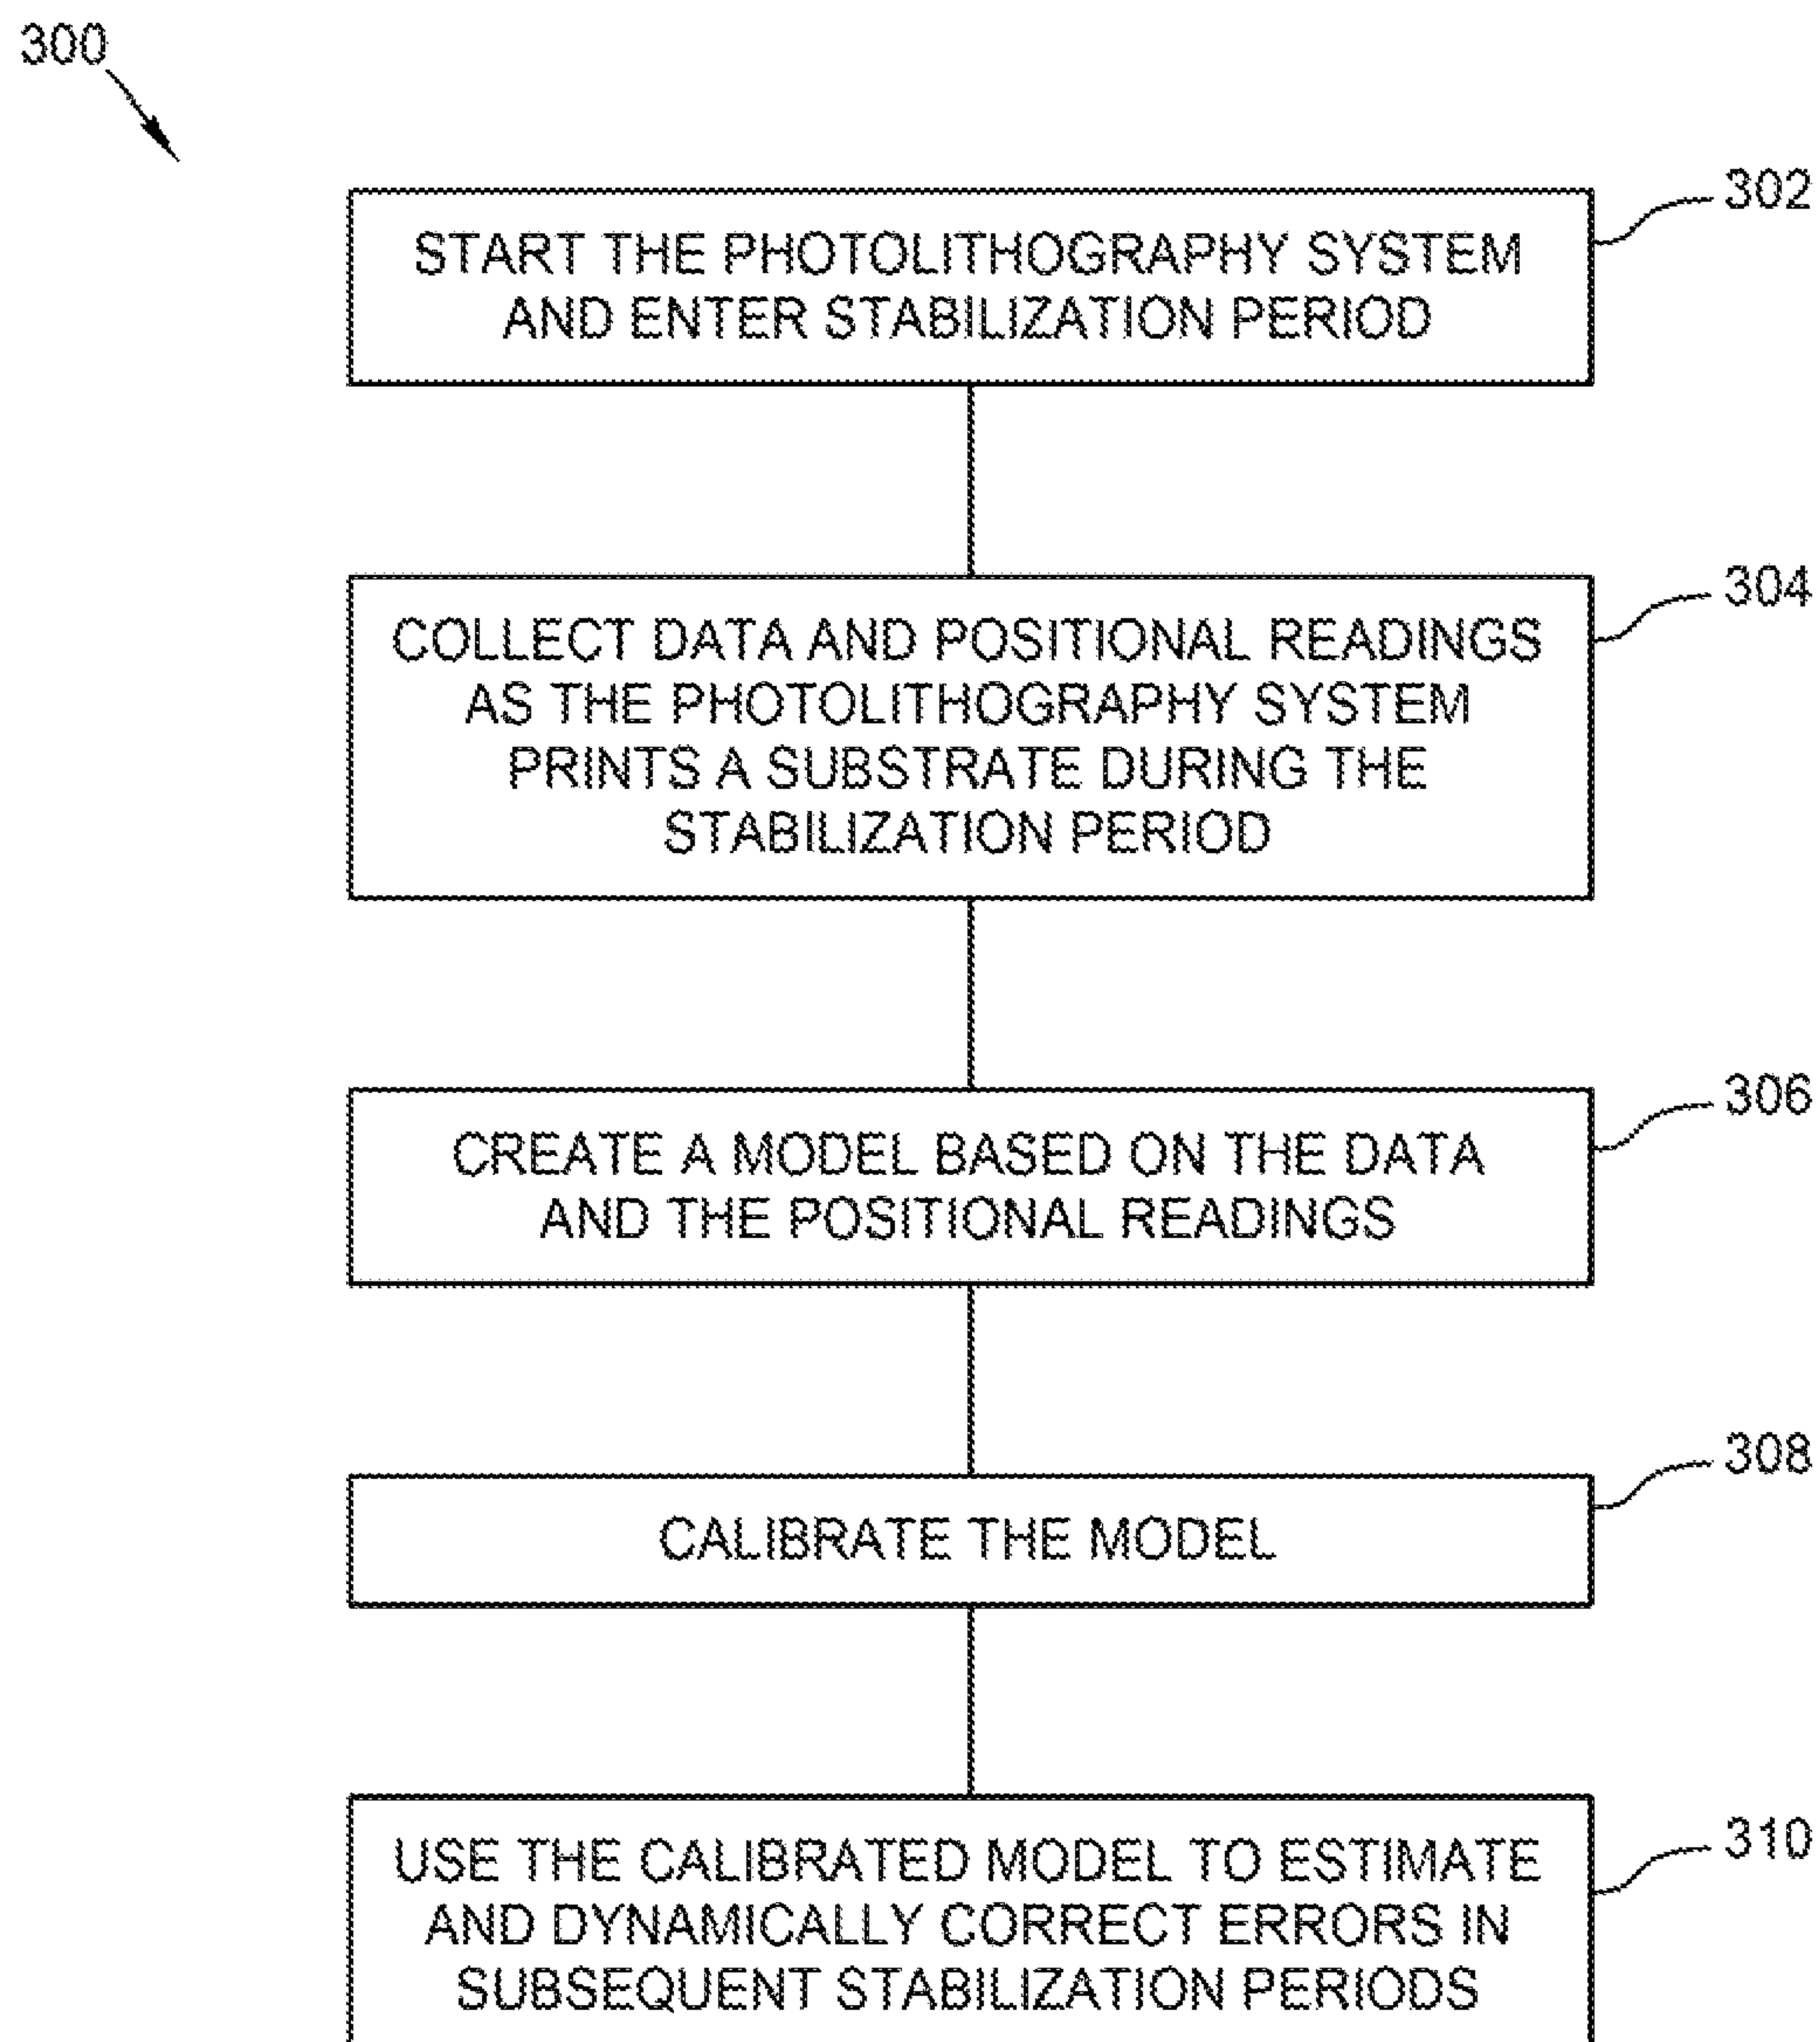 300
302
START THE PHOTOLITHOGRAPHY SYSTEM
AND ENTER STABILIZATION PERIOD
304
COLLECT DATA AND POSITIONAL READINGS
AS THE PHOTOLITHOGRAPHY SYSTEM
PRINTS A SUBSTRATE DURING THE
STABILIZATION PERIOD
306
CREATE A MODEL BASED ON THE DATA
AND THE POSITIONAL READINGS
308
CALIBRATE THE MODEL
310
USE THE CALIBRATED MODEL TO ESTIMATE
AND DYNAMICALLY CORRECT ERRORS IN
SUBSEQUENT STABILIZATION PERIODS